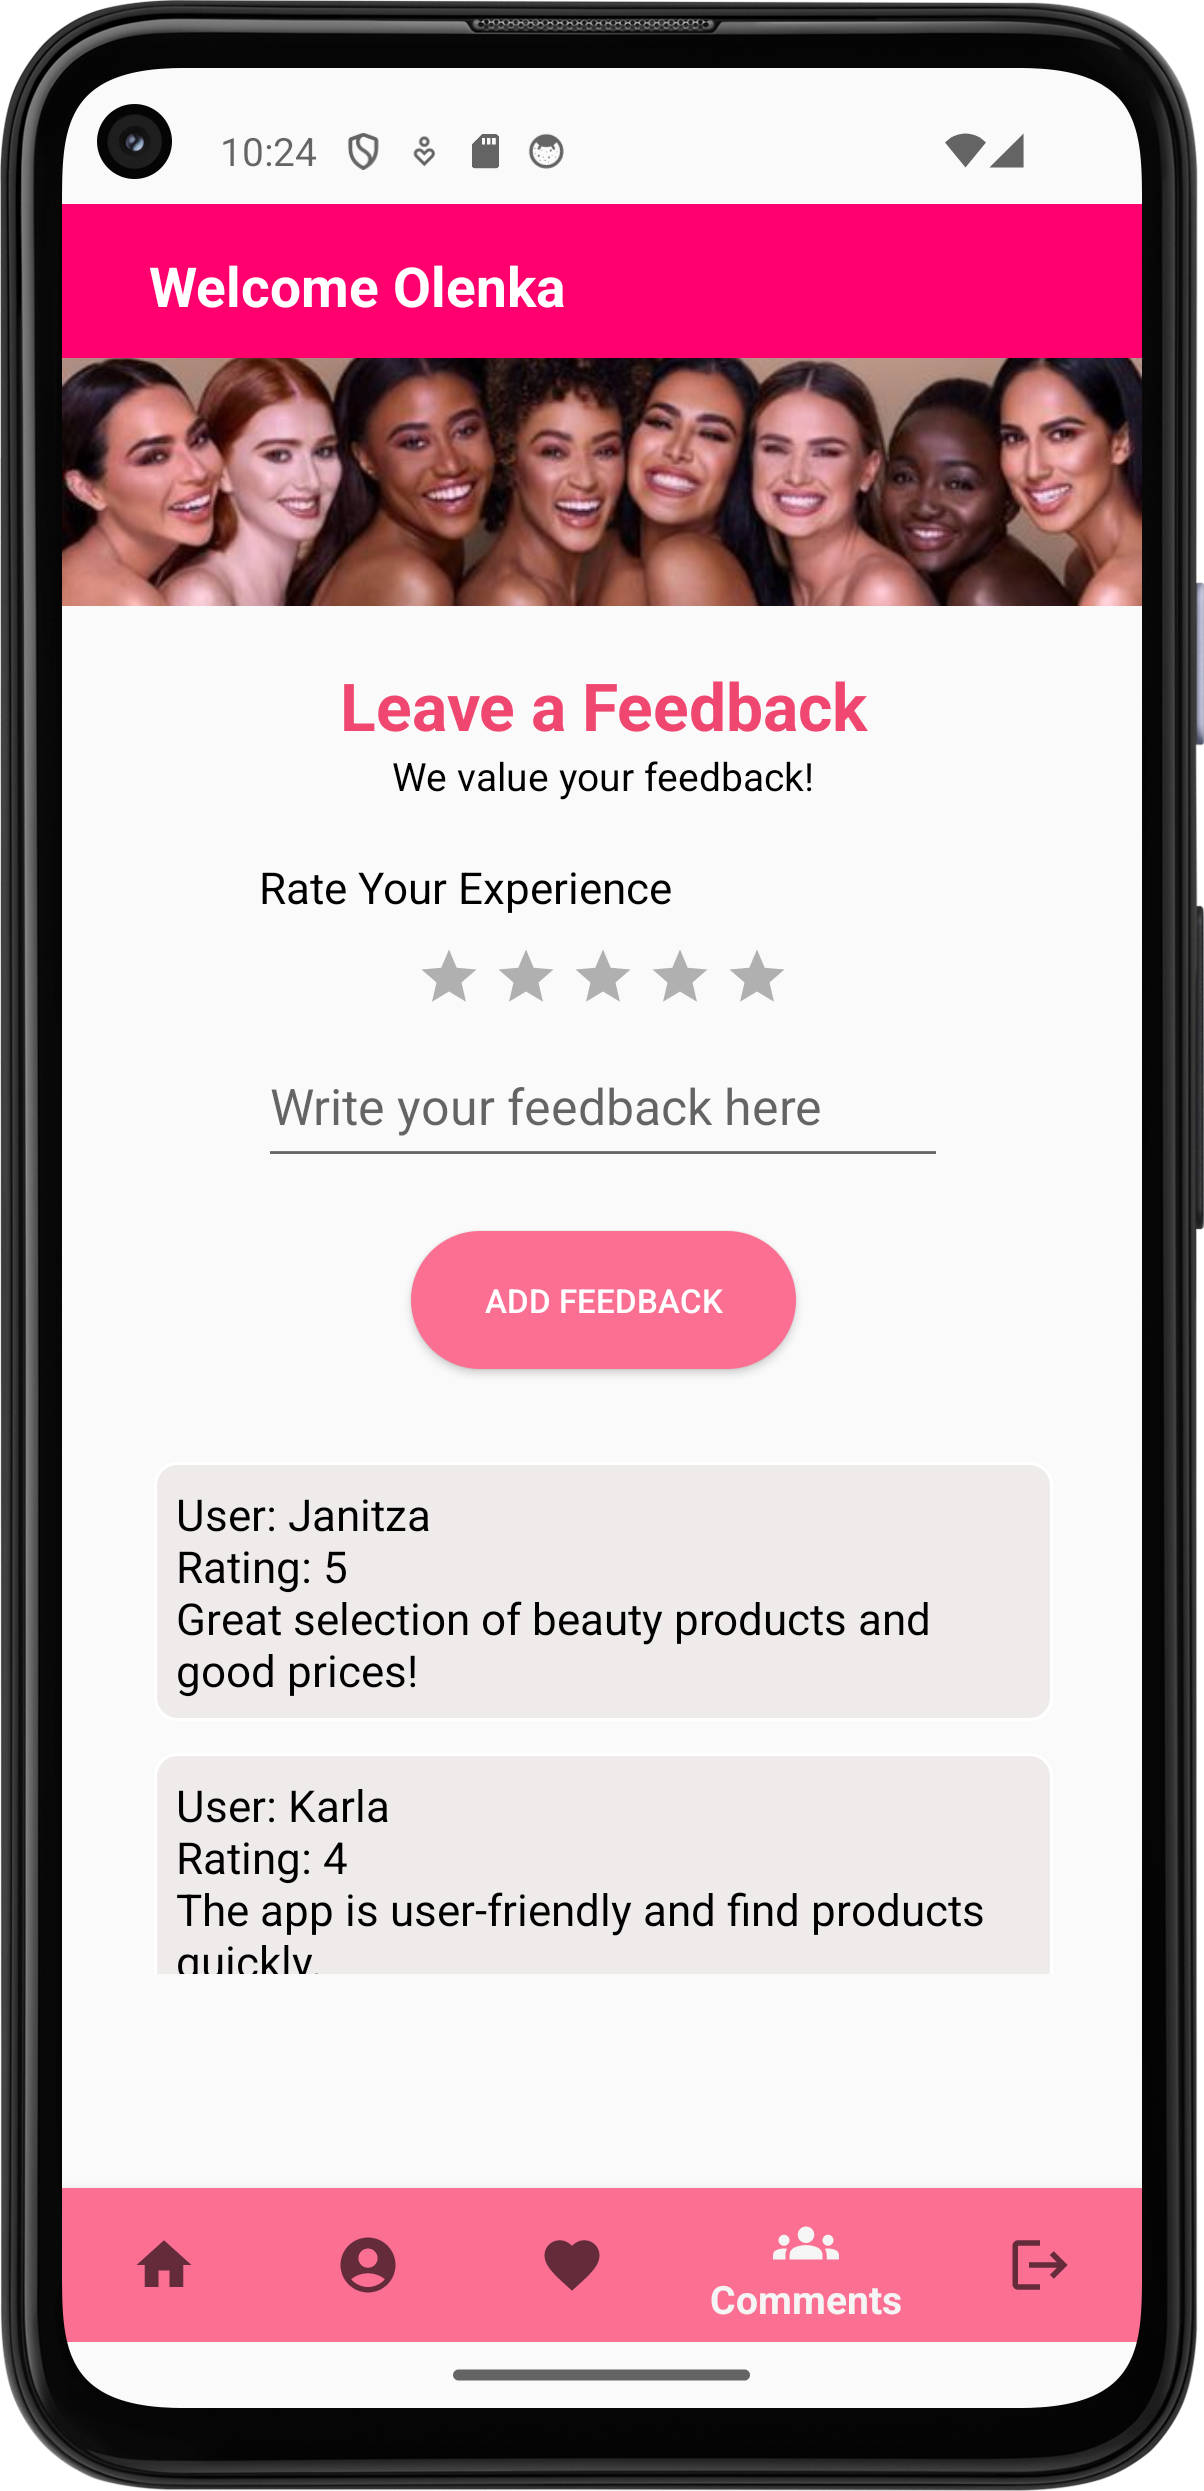 10:24
Welcome Olenka
Leave a Feedback
We value your feedback!
Rate Your Experience
Write your feedback here
ADD FEEDBACK
User: Janitza
Rating: 5
Great selection of beauty products and
good prices!
User: Karla
Rating: 4
The app is user-friendly and find products
quickly.
Comments